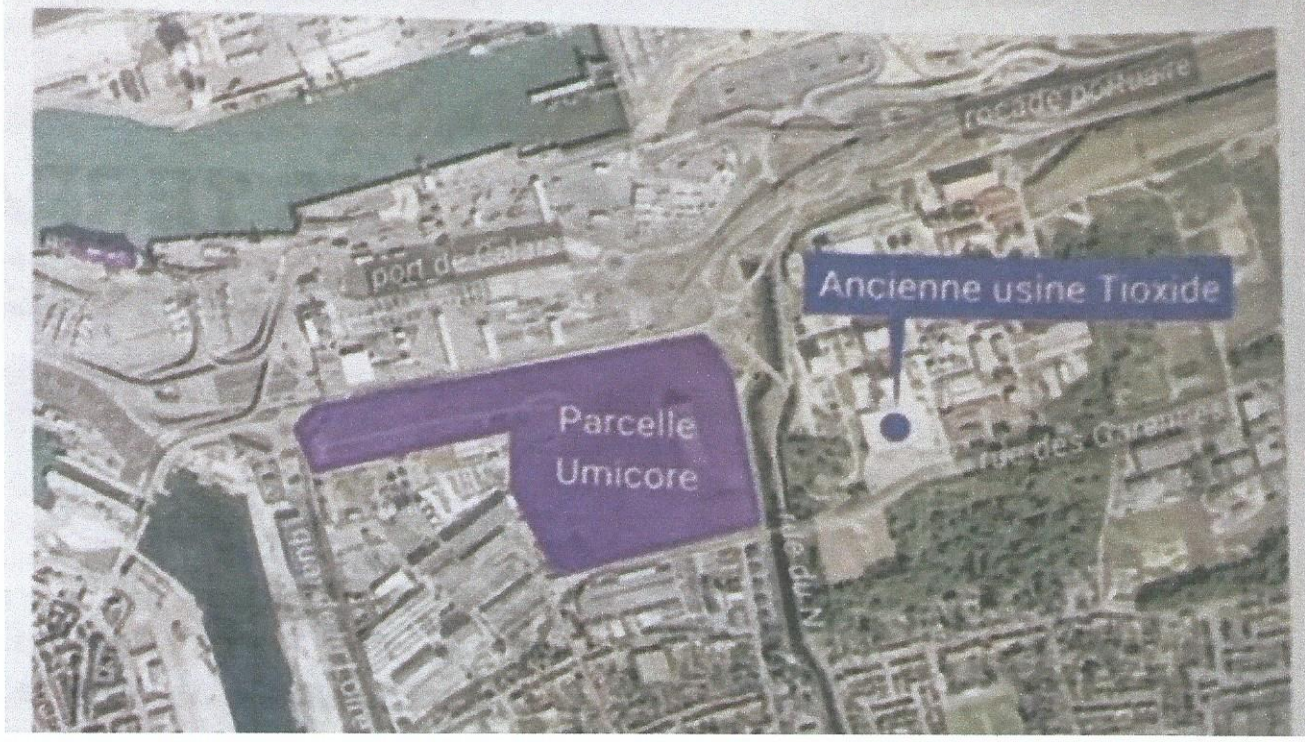 rocade portuaire
port de Calais
Ancienne usine Tioxide
Parcelle
Umicore
rue des Garennes